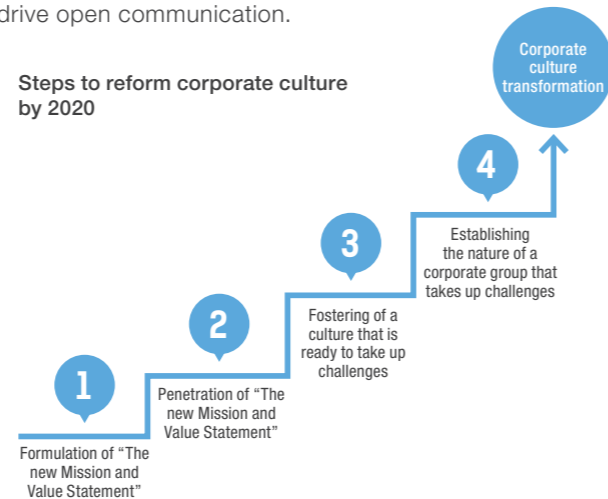 drive open communication.
Steps to reform corporate culture
by 2020
Corporate
culture
transformation
4
Establishing
the nature of a
corporate group that
takes up challenges
3
Fostering of a
culture that is
ready to take up
challenges
2
Penetration of “The
new Mission and
Value Statement”
1
Formulation of “The
new Mission and
Value Statement”